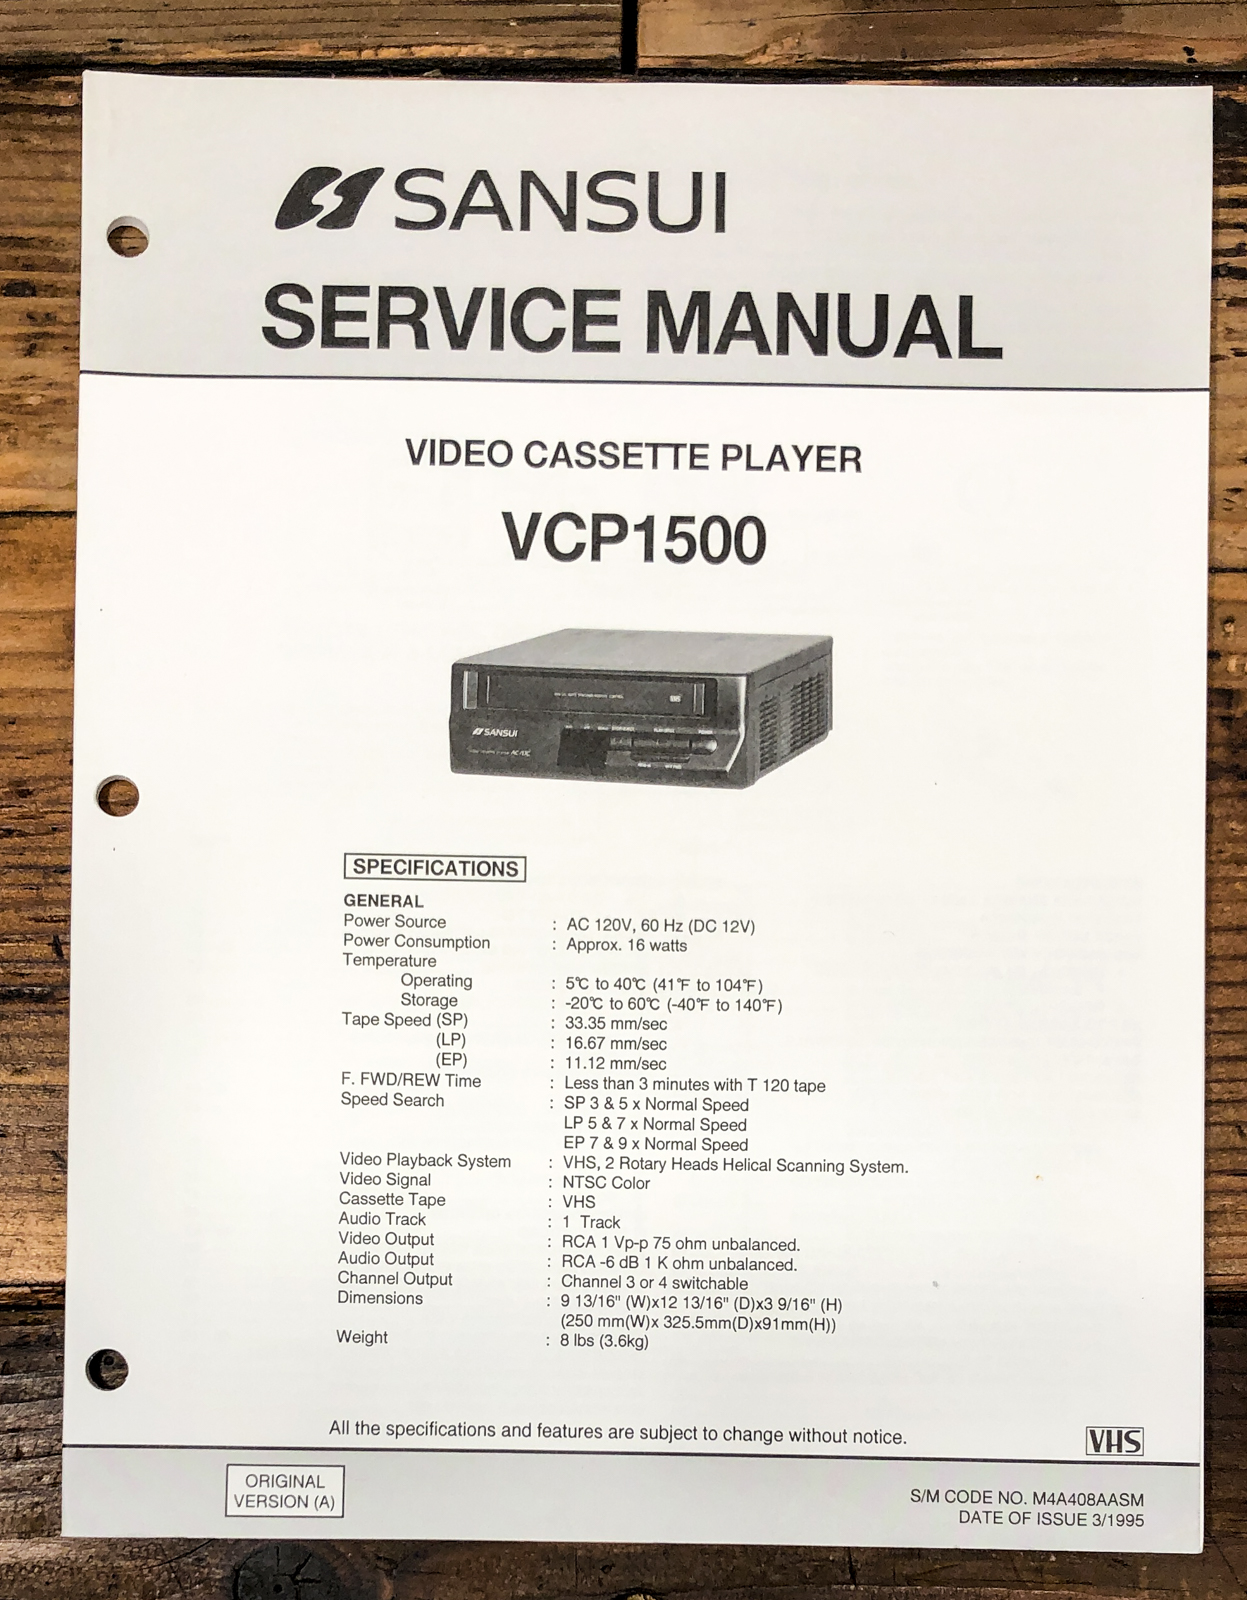 SANSUI
SERVICE MANUAL
VIDEO CASSETTE PLAYER
VCP1500
SANSUI
AC/DC
SPECIFICATIONS
GENERAL
Power Source : AC 120V, 60 Hz (DC 12V)
Power Consumption : Approx. 16 watts
Temperature
Operating : 5℃ to 40℃ (41℉ to 104℉)
Storage : -20℃ to 60℃ (-40℉ to 140℉)
Tape Speed (SP) : 33.35 mm/sec
(LP) : 16.67 mm/sec
(EP) : 11.12 mm/sec
F. FWD/REW Time : Less than 3 minutes with T 120 tape
Speed Search : SP 3 & 5 x Normal Speed
LP 5 & 7 x Normal Speed
EP 7 & 9 x Normal Speed
Video Playback System : VHS, 2 Rotary Heads Helical Scanning System.
Video Signal : NTSC Color
Cassette Tape : VHS
Audio Track : 1 Track
Video Output : RCA 1 Vp-p 75 ohm unbalanced.
Audio Output : RCA -6 dB 1 K ohm unbalanced.
Channel Output : Channel 3 or 4 switchable
Dimensions : 9 13/16" (W)x12 13/16" (D)x3 9/16" (H)
(250 mm(W)x 325.5mm(D)x91mm(H))
Weight : 8 lbs (3.6kg)
All the specifications and features are subject to change without notice.
VHS
ORIGINAL
VERSION (A)
S/M CODE NO. M4A408AASM
DATE OF ISSUE 3/1995